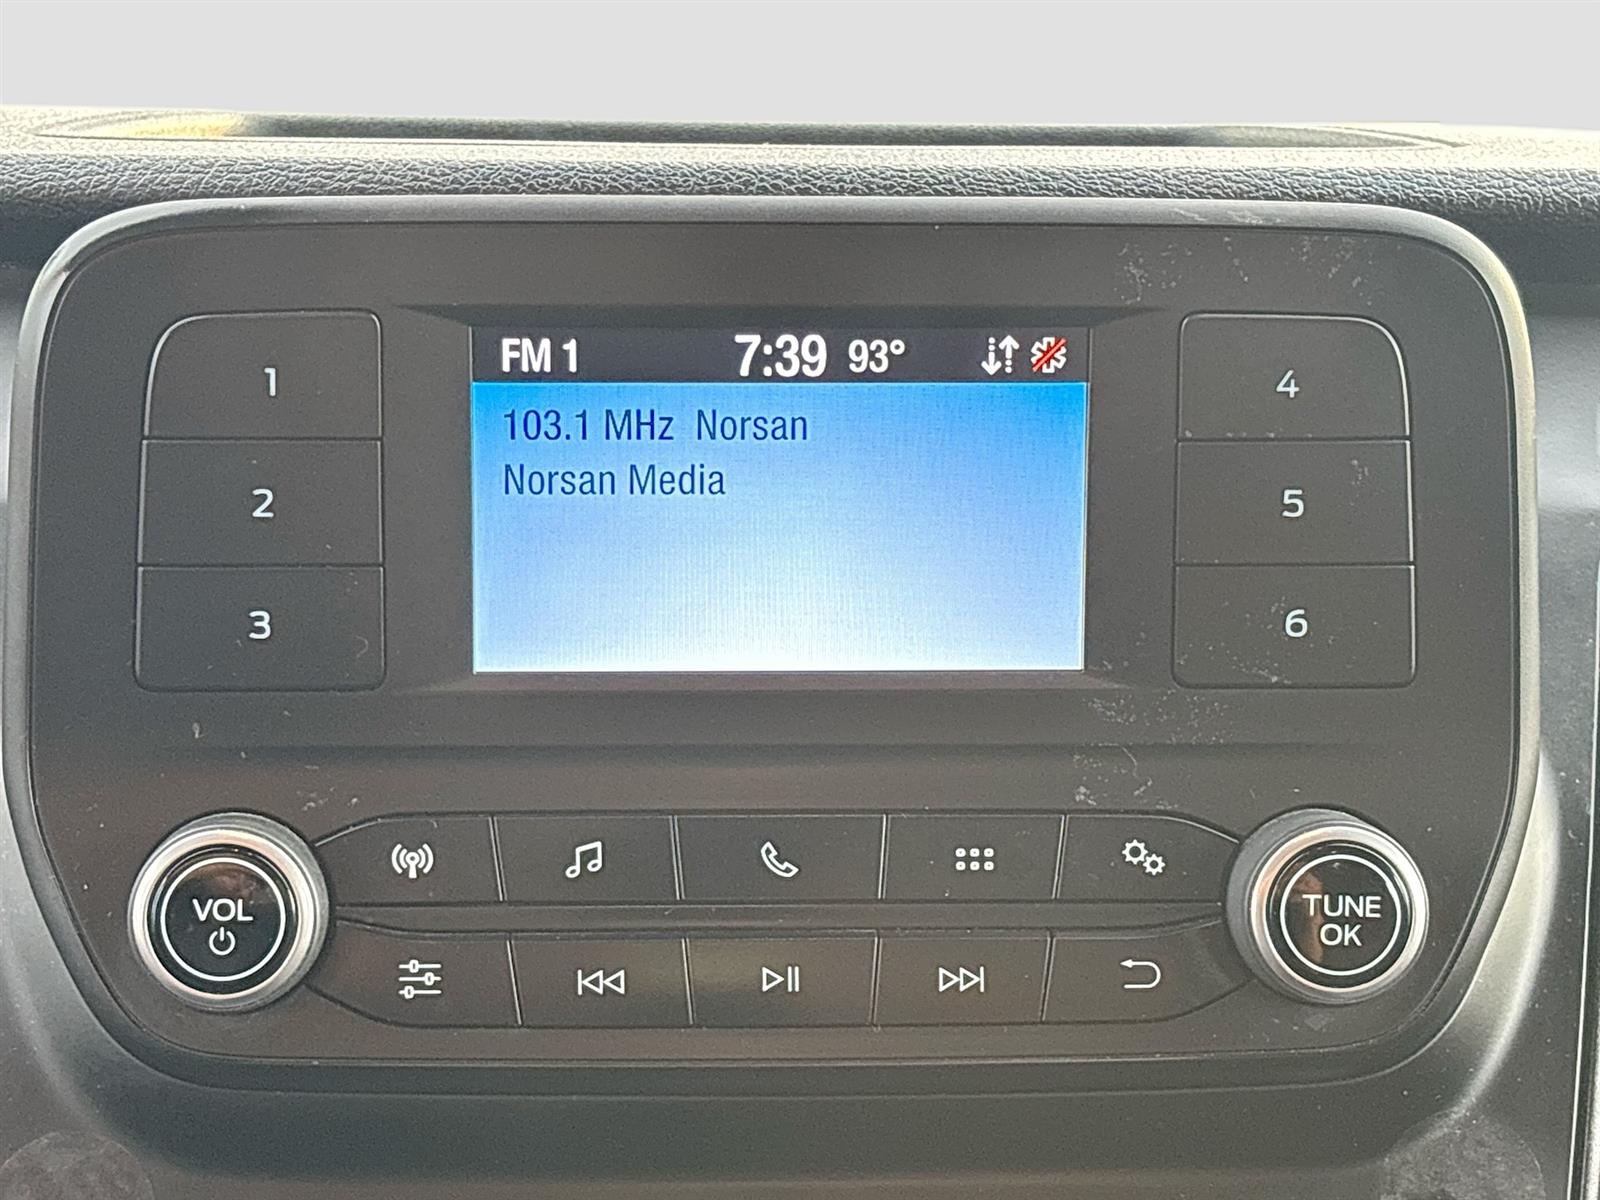 FM 1 7:39 93°
103.1 MHz Norsan
Norsan Media
1
2
3
4
5
6
VOL
TUNE
OK